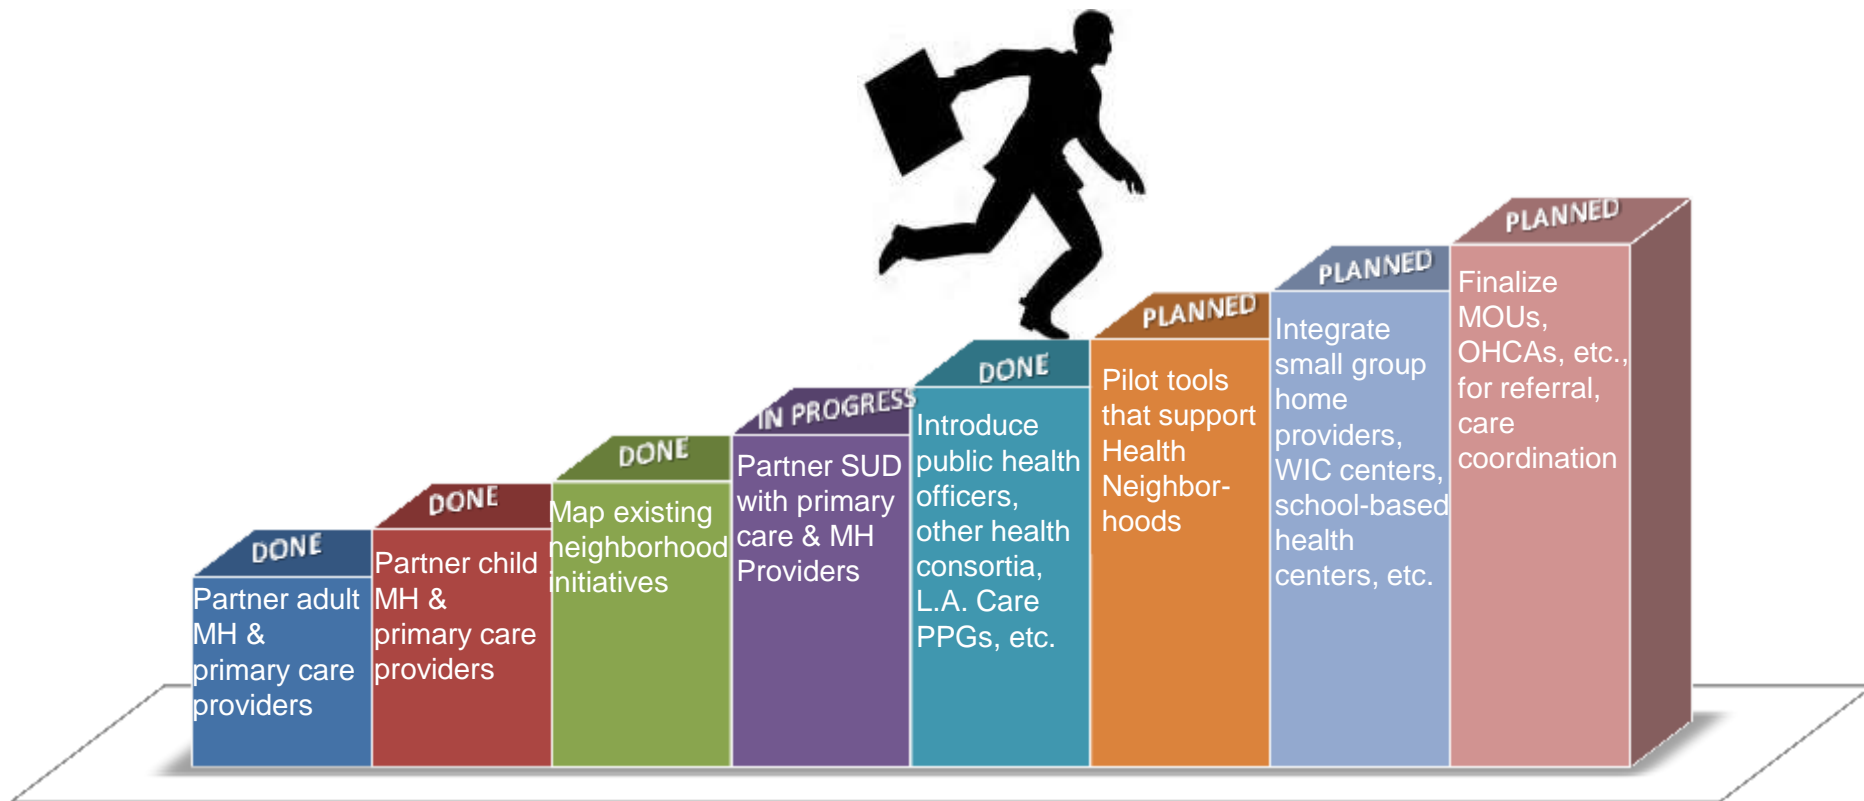 DONE
Partner adult
MH &
primary care
providers
DONE
Partner child
MH &
primary care
providers
DONE
Map existing
neighborhood
initiatives
IN PROGRESS
Partner SUD
with primary
care & MH
Providers
DONE
Introduce
public health
officers,
other health
consortia,
L.A. Care
PPGs, etc.
PLANNED
Pilot tools
that support
Health
Neighbor-
hoods
PLANNED
Integrate
small group
home
providers,
WIC centers,
school-based
health
centers, etc.
PLANNED
Finalize
MOUs,
OHCAs, etc.,
for referral,
care
coordination